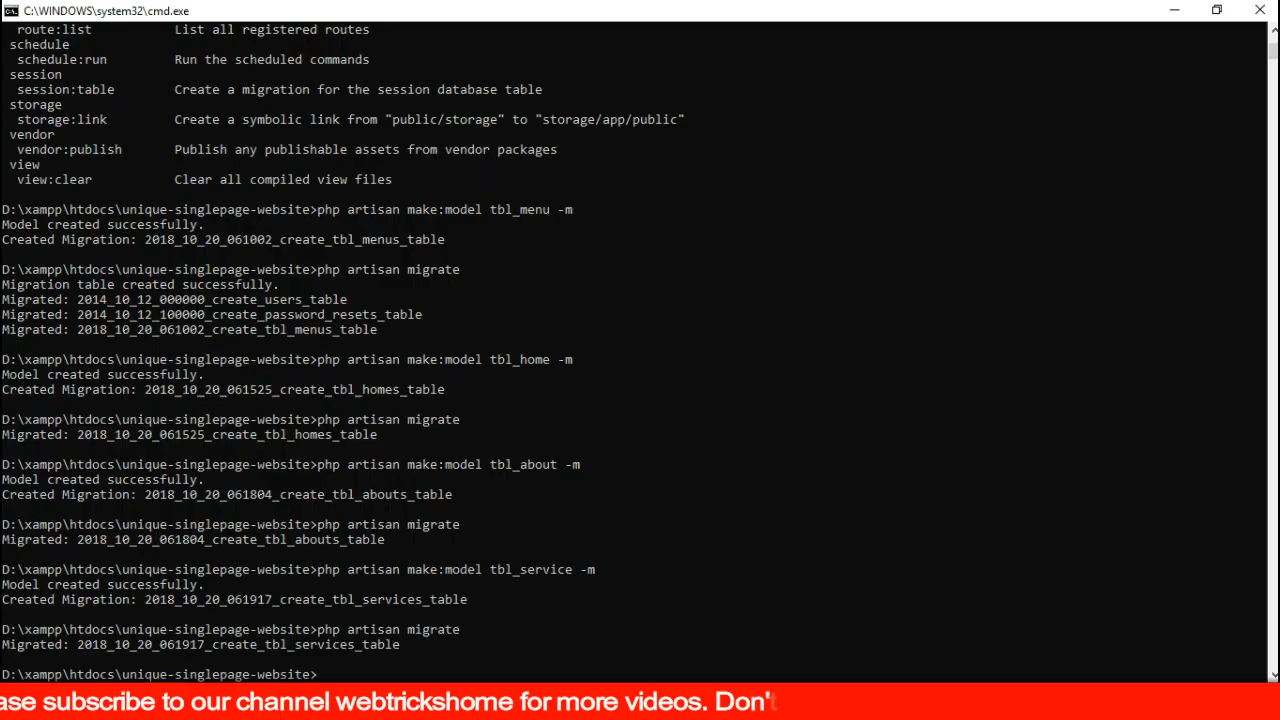 C:\WINDOWS\system32\cmd.exe
route:list List all registered routes
schedule
schedule:run Run the scheduled commands
session
session:table Create a migration for the session database table
storage
storage:link Create a symbolic link from "public/storage" to "storage/app/public"
vendor
vendor:publish Publish any publishable assets from vendor packages
view
view:clear Clear all compiled view files
D:\xampp\htdocs\unique-singlepage-website>php artisan make:model tbl_menu -m
Model created successfully.
Created Migration: 2018_10_20_061002_create_tbl_menus_table
D:\xampp\htdocs\unique-singlepage-website>php artisan migrate
Migration table created successfully.
Migrated: 2014_10_12_000000_create_users_table
Migrated: 2014_10_12_100000_create_password_resets_table
Migrated: 2018_10_20_061002_create_tbl_menus_table
D:\xampp\htdocs\unique-singlepage-website>php artisan make:model tbl_home -m
Model created successfully.
Created Migration: 2018_10_20_061525_create_tbl_homes_table
D:\xampp\htdocs\unique-singlepage-website>php artisan migrate
Migrated: 2018_10_20_061525_create_tbl_homes_table
D:\xampp\htdocs\unique-singlepage-website>php artisan make:model tbl_about -m
Model created successfully.
Created Migration: 2018_10_20_061804_create_tbl_abouts_table
D:\xampp\htdocs\unique-singlepage-website>php artisan migrate
Migrated: 2018_10_20_061804_create_tbl_abouts_table
D:\xampp\htdocs\unique-singlepage-website>php artisan make:model tbl_service -m
Model created successfully.
Created Migration: 2018_10_20_061917_create_tbl_services_table
D:\xampp\htdocs\unique-singlepage-website>php artisan migrate
Migrated: 2018_10_20_061917_create_tbl_services_table
D:\xampp\htdocs\unique-singlepage-website>
ase subscribe to our channel webtrickshome for more videos. Don't